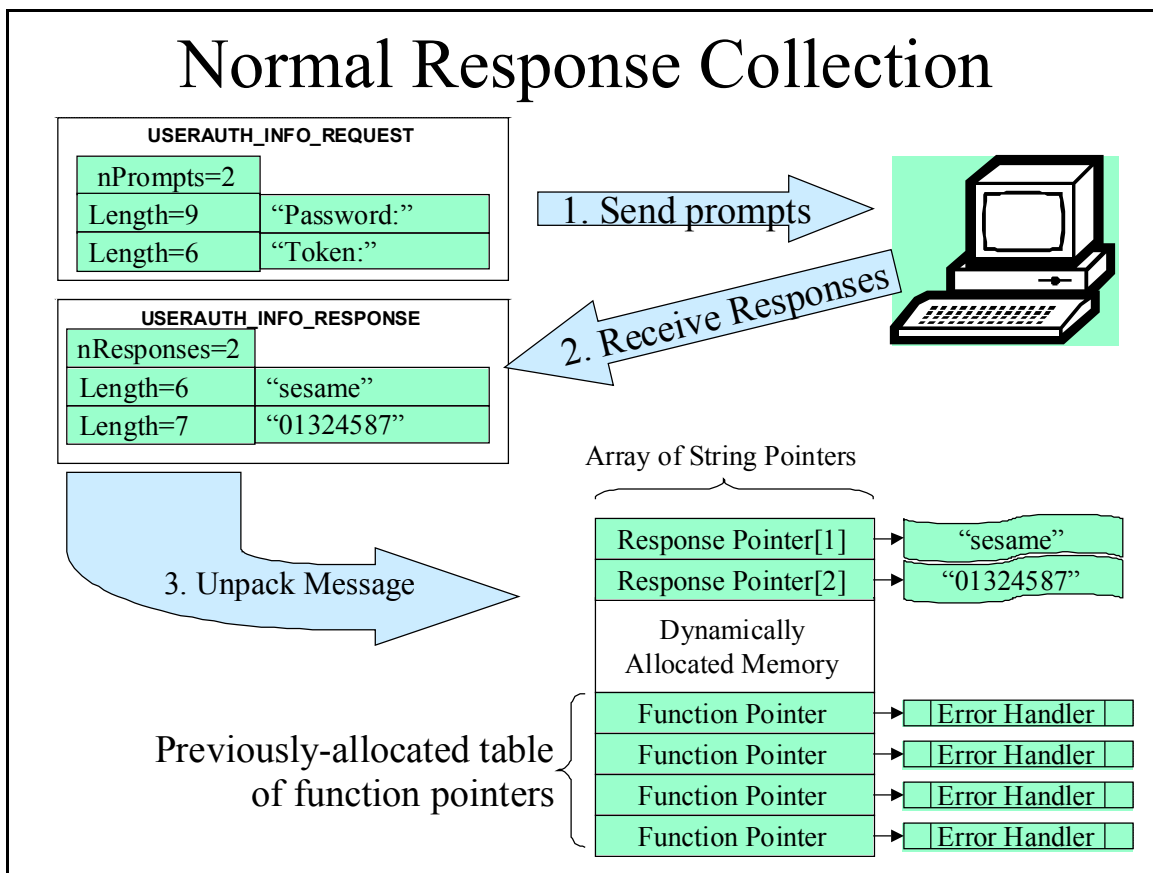 Normal Response Collection
USERAUTH_INFO_REQUEST
nPrompts=2
Length=9 “Password:”
Length=6 “Token:”
1. Send prompts
USERAUTH_INFO_RESPONSE
nResponses=2
Length=6 “sesame”
Length=7 “01324587”
2. Receive Responses
3. Unpack Message
Array of String Pointers
Response Pointer[1] “sesame”
Response Pointer[2] “01324587”
Dynamically
Allocated Memory
Previously-allocated table
of function pointers
Function Pointer Error Handler
Function Pointer Error Handler
Function Pointer Error Handler
Function Pointer Error Handler